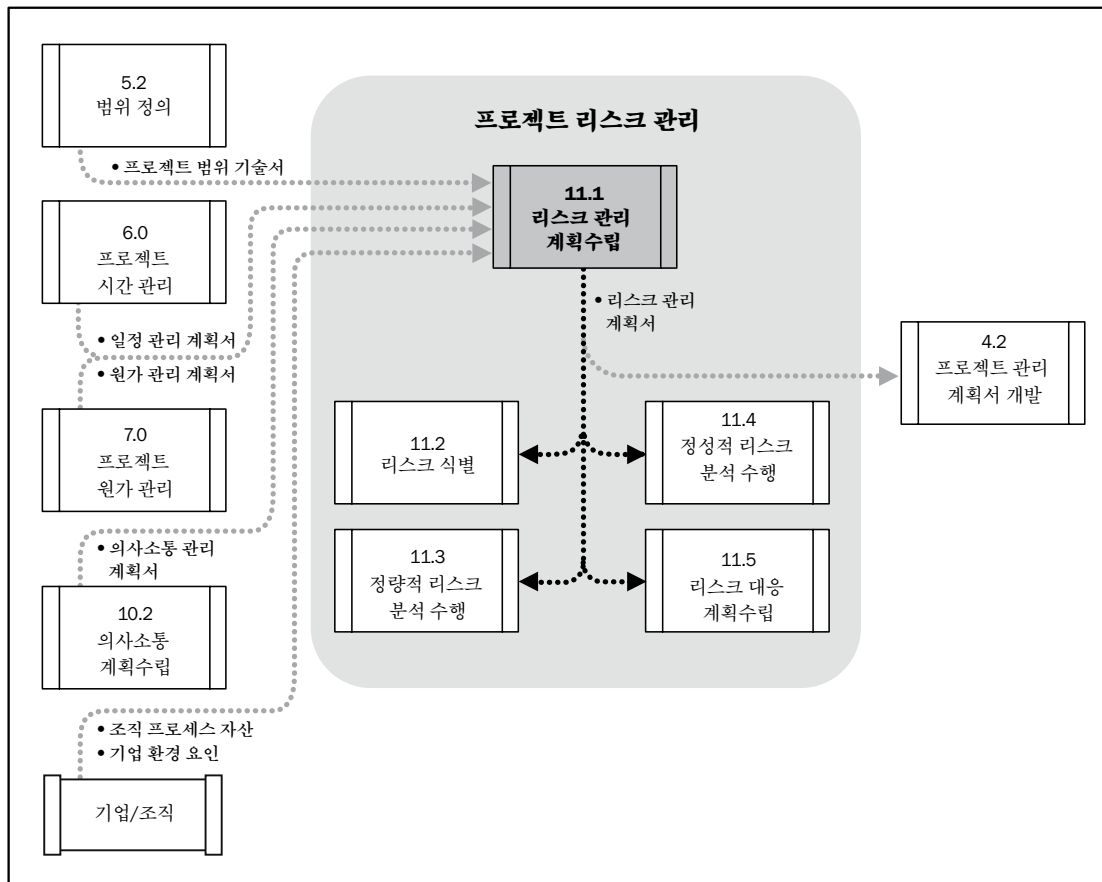 5.2
범위 정의
프로젝트 리스크 관리
• 프로젝트 범위 기술서
11.1
리스크 관리
계획수립
6.0
프로젝트
시간 관리
• 리스크 관리
계획서
• 일정 관리 계획서
• 원가 관리 계획서
4.2
프로젝트 관리
계획서 개발
7.0
프로젝트
원가 관리
11.2
리스크 식별
11.4
정성적 리스크
분석 수행
• 의사소통 관리
계획서
11.3
정량적 리스크
분석 수행
11.5
리스크 대응
계획수립
10.2
의사소통
계획수립
• 조직 프로세스 자산
• 기업 환경 요인
기업/조직